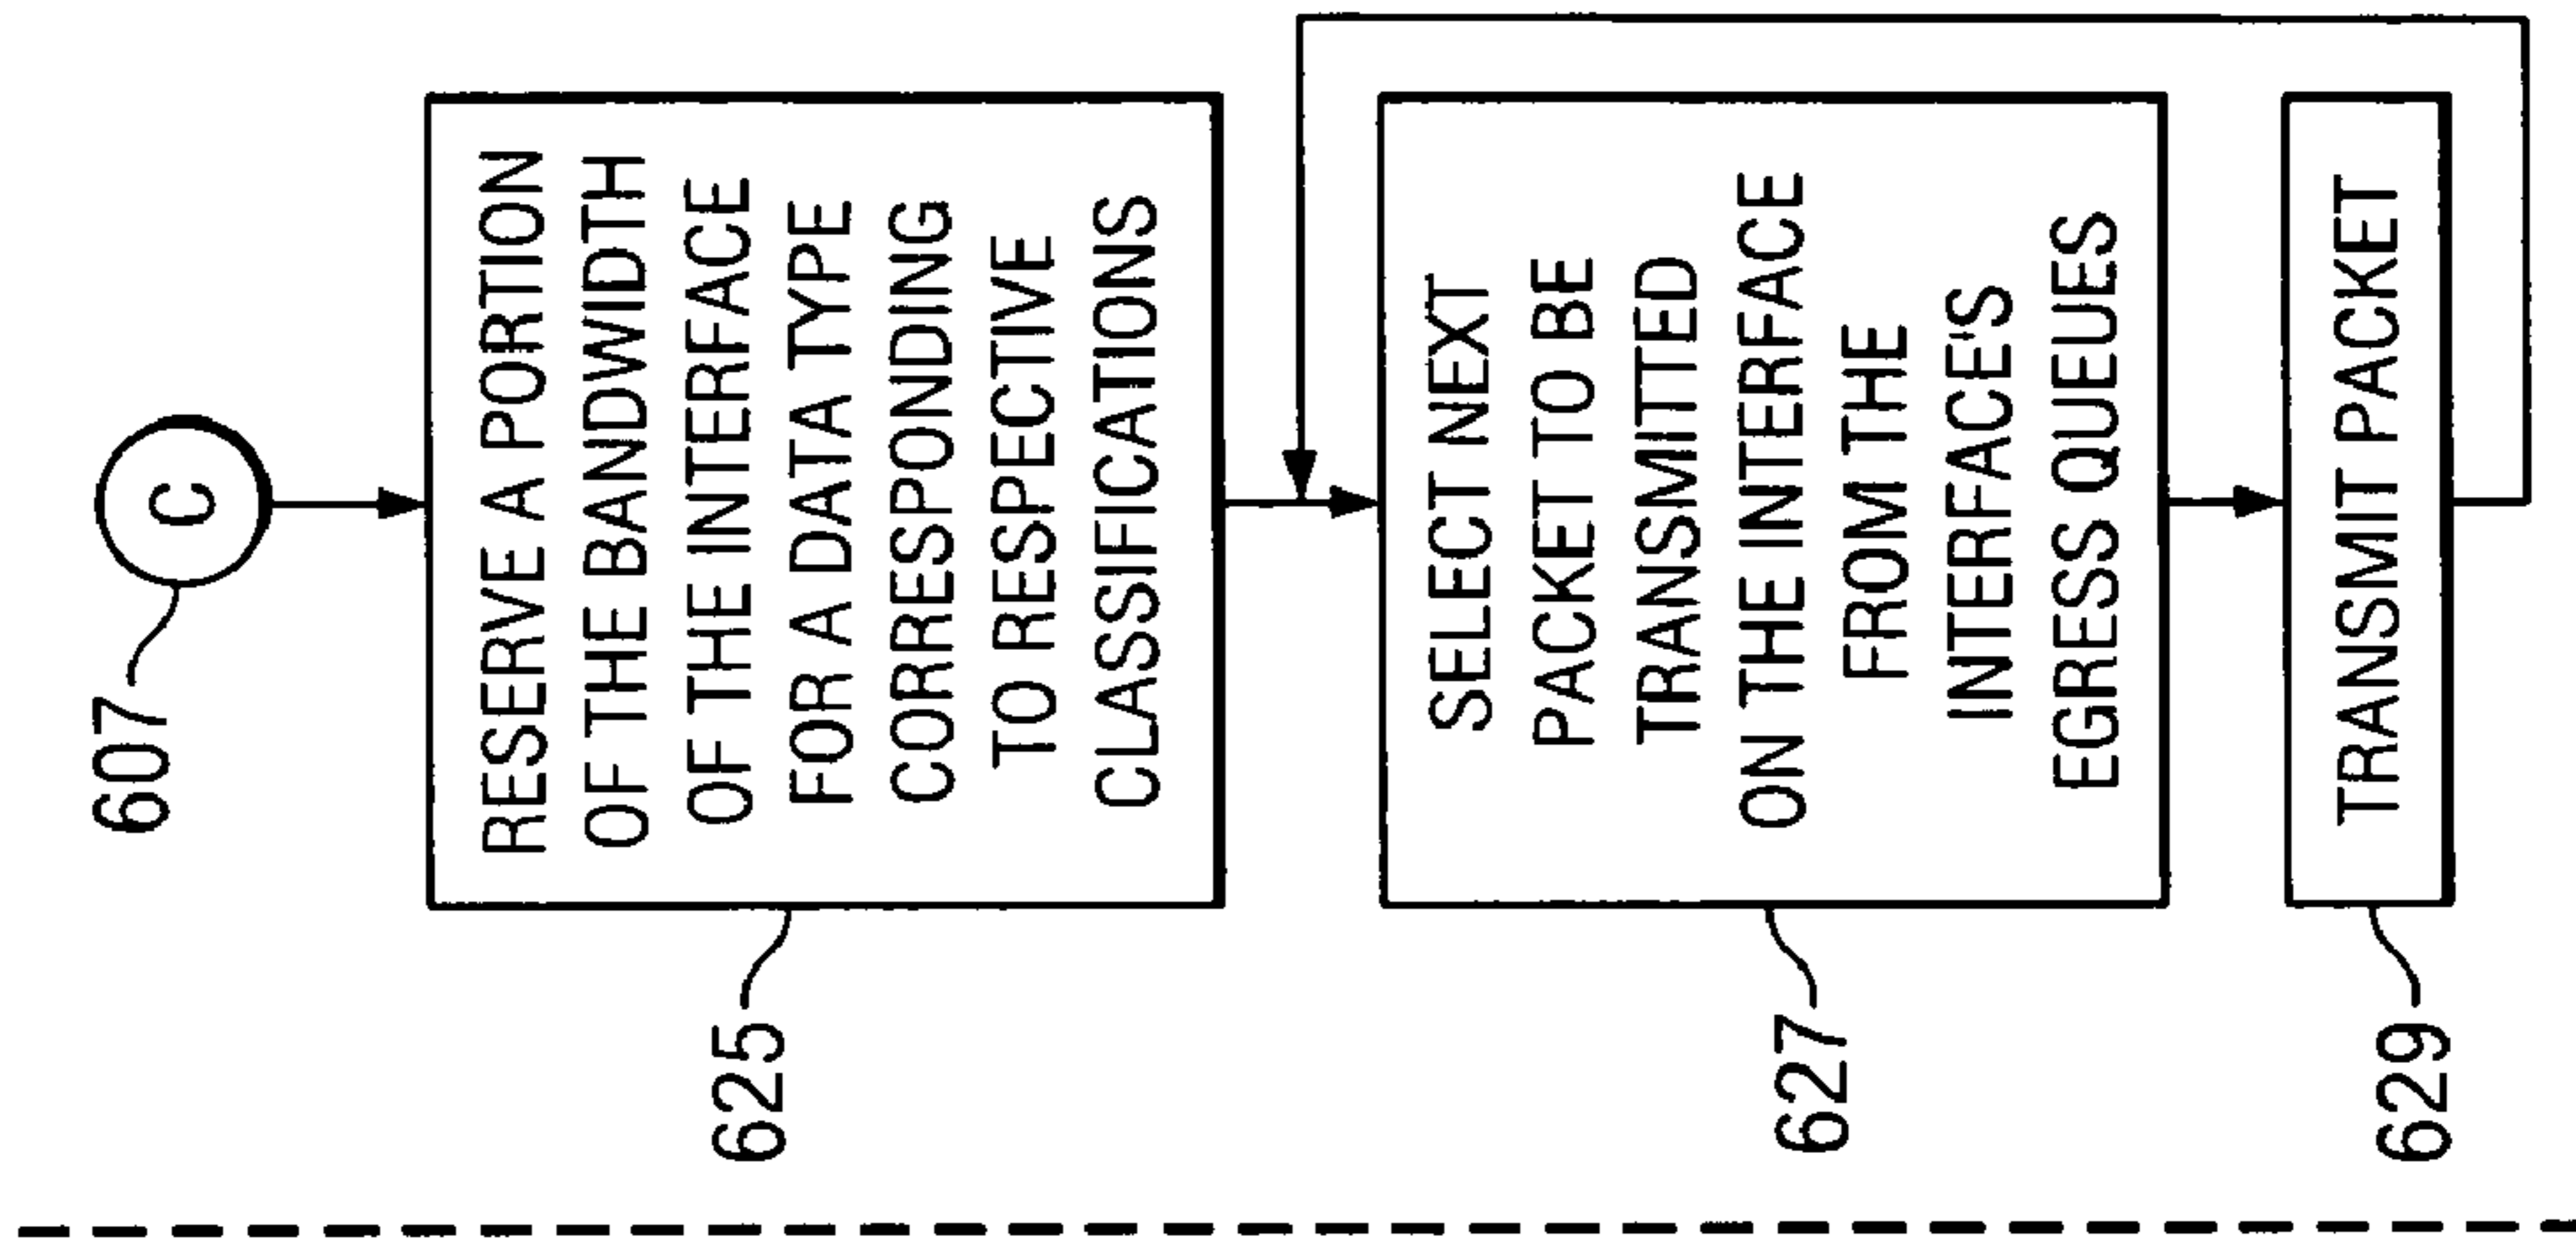 C
607
RESERVE A PORTION
OF THE BANDWIDTH
OF THE INTERFACE
FOR A DATA TYPE
CORRESPONDING
TO RESPECTIVE
CLASSIFICATIONS
625
SELECT NEXT
PACKET TO BE
TRANSMITTED
ON THE INTERFACE
FROM THE
INTERFACE'S
EGRESS QUEUES
627
TRANSMIT PACKET
629